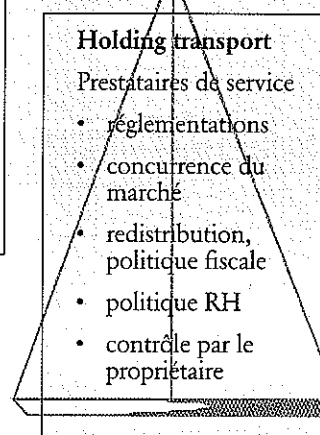 Holding transport
Prestataires de service
• réglementations
• concurrence du
marché
• redistribution,
politique fiscale
• politique RH
• contrôle par le
propriétaire